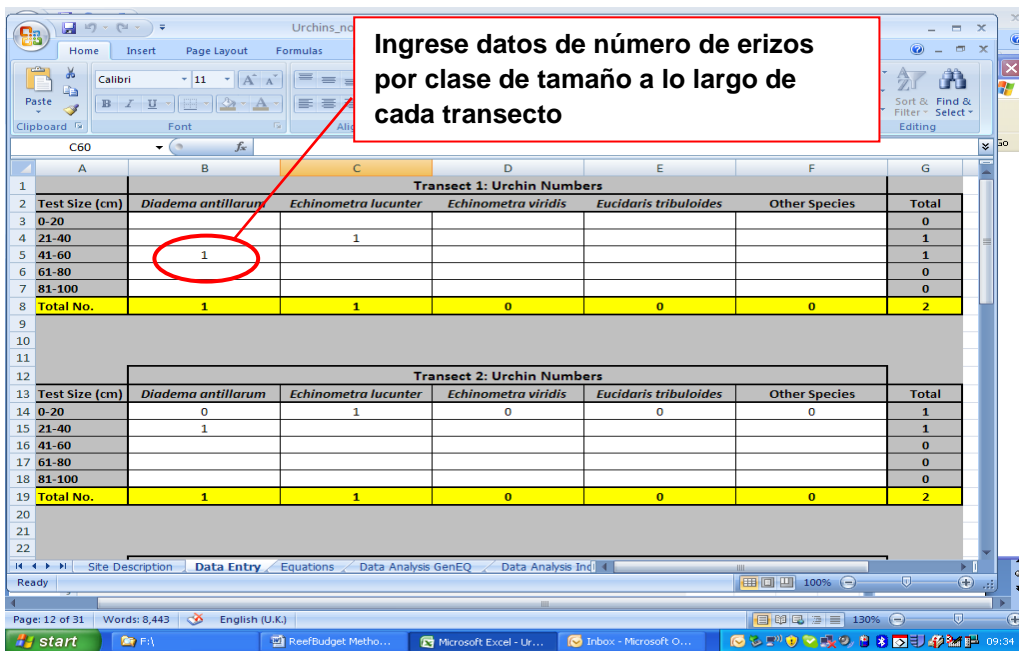 Urchins_no
Ingrese datos de número de erizos
por clase de tamaño a lo largo de
cada transecto
Home Insert Page Layout Formulas
Paste Calibri 11 A A Sort & Find &
B I U A Filter Select
Clipboard Font Alig Editing
C60 fx Go
A B C D E F G
1 Transect 1: Urchin Numbers
2 Test Size (cm) Diadema antillarum Echinometra lucunter Echinometra viridis Eucidaris tribuloides Other Species Total
3 0-20 0
4 21-40 1 1
5 41-60 1 1
6 61-80 0
7 81-100 0
8 Total No. 1 1 0 0 0 2
9
10
11
12 Transect 2: Urchin Numbers
13 Test Size (cm) Diadema antillarum Echinometra lucunter Echinometra viridis Eucidaris tribuloides Other Species Total
14 0-20 0 1 0 0 0 1
15 21-40 1 1
16 41-60 0
17 61-80 0
18 81-100 0
19 Total No. 1 1 0 0 0 2
20
21
22
Site Description Data Entry Equations Data Analysis GenEQ Data Analysis Ind
Ready 100%
Page: 12 of 31 Words: 8,443 English (U.K.) 130%
start F:\ ReefBudget Metho... Microsoft Excel - Ur... Inbox - Microsoft O... 09:34